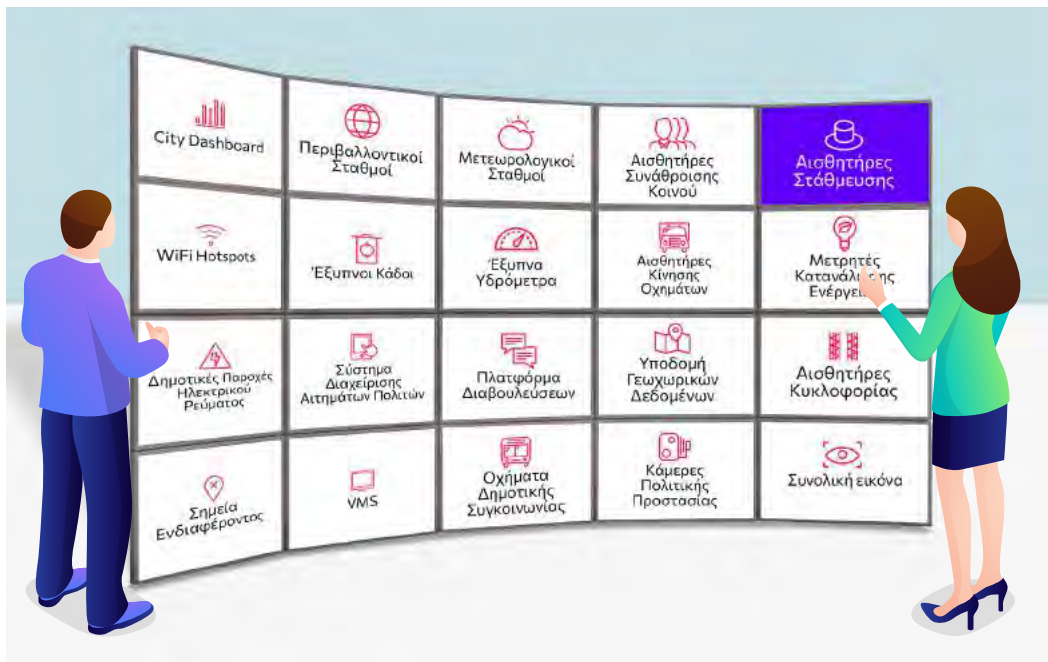 City Dashboard
Περιβαλλοντικοί
Σταθμοί
Μετεωρολογικοί
Σταθμοί
Αισθητήρες
Συνάθροισης
Κοινού
Αισθητήρες
Στάθμευσης
WiFi Hotspots
Έξυπνοι Κάδοι
Έξυπνα
Υδρόμετρα
Αισθητήρες
Κίνησης
Οχημάτων
Μετρητές
Ενέργει
Δημοτικές Παροχές
Ηλεκτρικού
Ρεύματος
Σύστημα
Διαχείρισης
Αιτημάτων Πολιτών
Πλατφόρμα
Διαβουλεύσεων
Υποδομή
Γεωχωρικών
Δεδομένων
Αισθητήρες
Κυκλοφορίας
Σημεία
Ενδιαφέροντος
VMS
Οχήματα
Δημοτικής
Συγκοινωνίας
Κάμερες
Πολιτικής
Προστασίας
Συνολική εικόνα